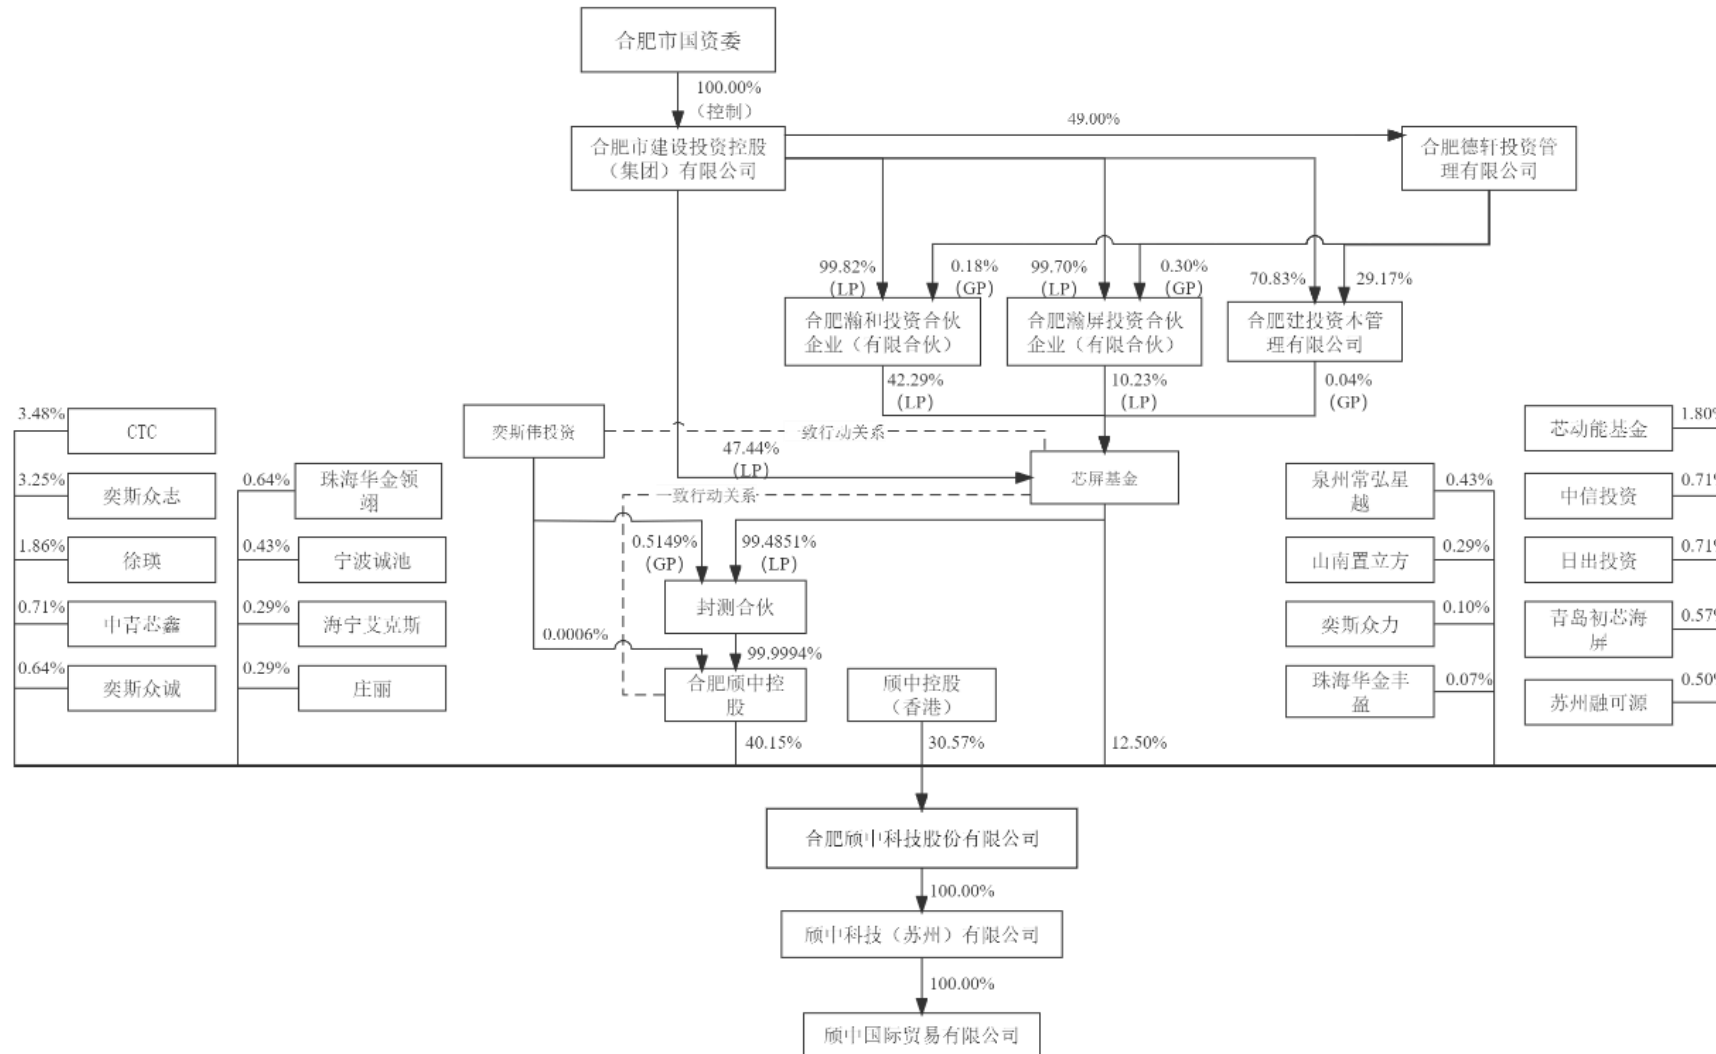 合肥市国资委
100.00%
（控制）
合肥市建设投资控股
（集团）有限公司
49.00%
合肥德轩投资管
理有限公司
99.82%
(LP)
0.18%
(GP)
99.70%
(LP)
0.30%
(GP)
70.83%
29.17%
合肥瀚和投资合伙
企业（有限合伙）
合肥瀚屏投资合伙
企业（有限合伙）
合肥建投资本管
理有限公司
42.29%
(LP)
10.23%
(LP)
0.04%
(GP)
3.48%
CTC
奕斯伟投资
一致行动关系
47.44%
(LP)
芯屏基金
一致行动关系
芯动能基金
1.80%
3.25%
奕斯众志
0.64%
珠海华金领
翊
泉州常弘星
越
0.43%
中信投资
0.71%
1.86%
徐瑛
0.43%
宁波诚池
0.5149%
(GP)
99.4851%
(LP)
山南置立方
0.29%
日出投资
0.71%
0.71%
中青芯鑫
0.29%
海宁艾克斯
封测合伙
奕斯众力
0.10%
青岛初芯海
屏
0.57%
0.0006%
99.9994%
0.64%
奕斯众诚
0.29%
庄丽
合肥颀中控
股
颀中控股
（香港）
珠海华金丰
盈
0.07%
苏州融可源
0.50%
40.15%
30.57%
12.50%
合肥颀中科技股份有限公司
100.00%
颀中科技（苏州）有限公司
100.00%
颀中国际贸易有限公司